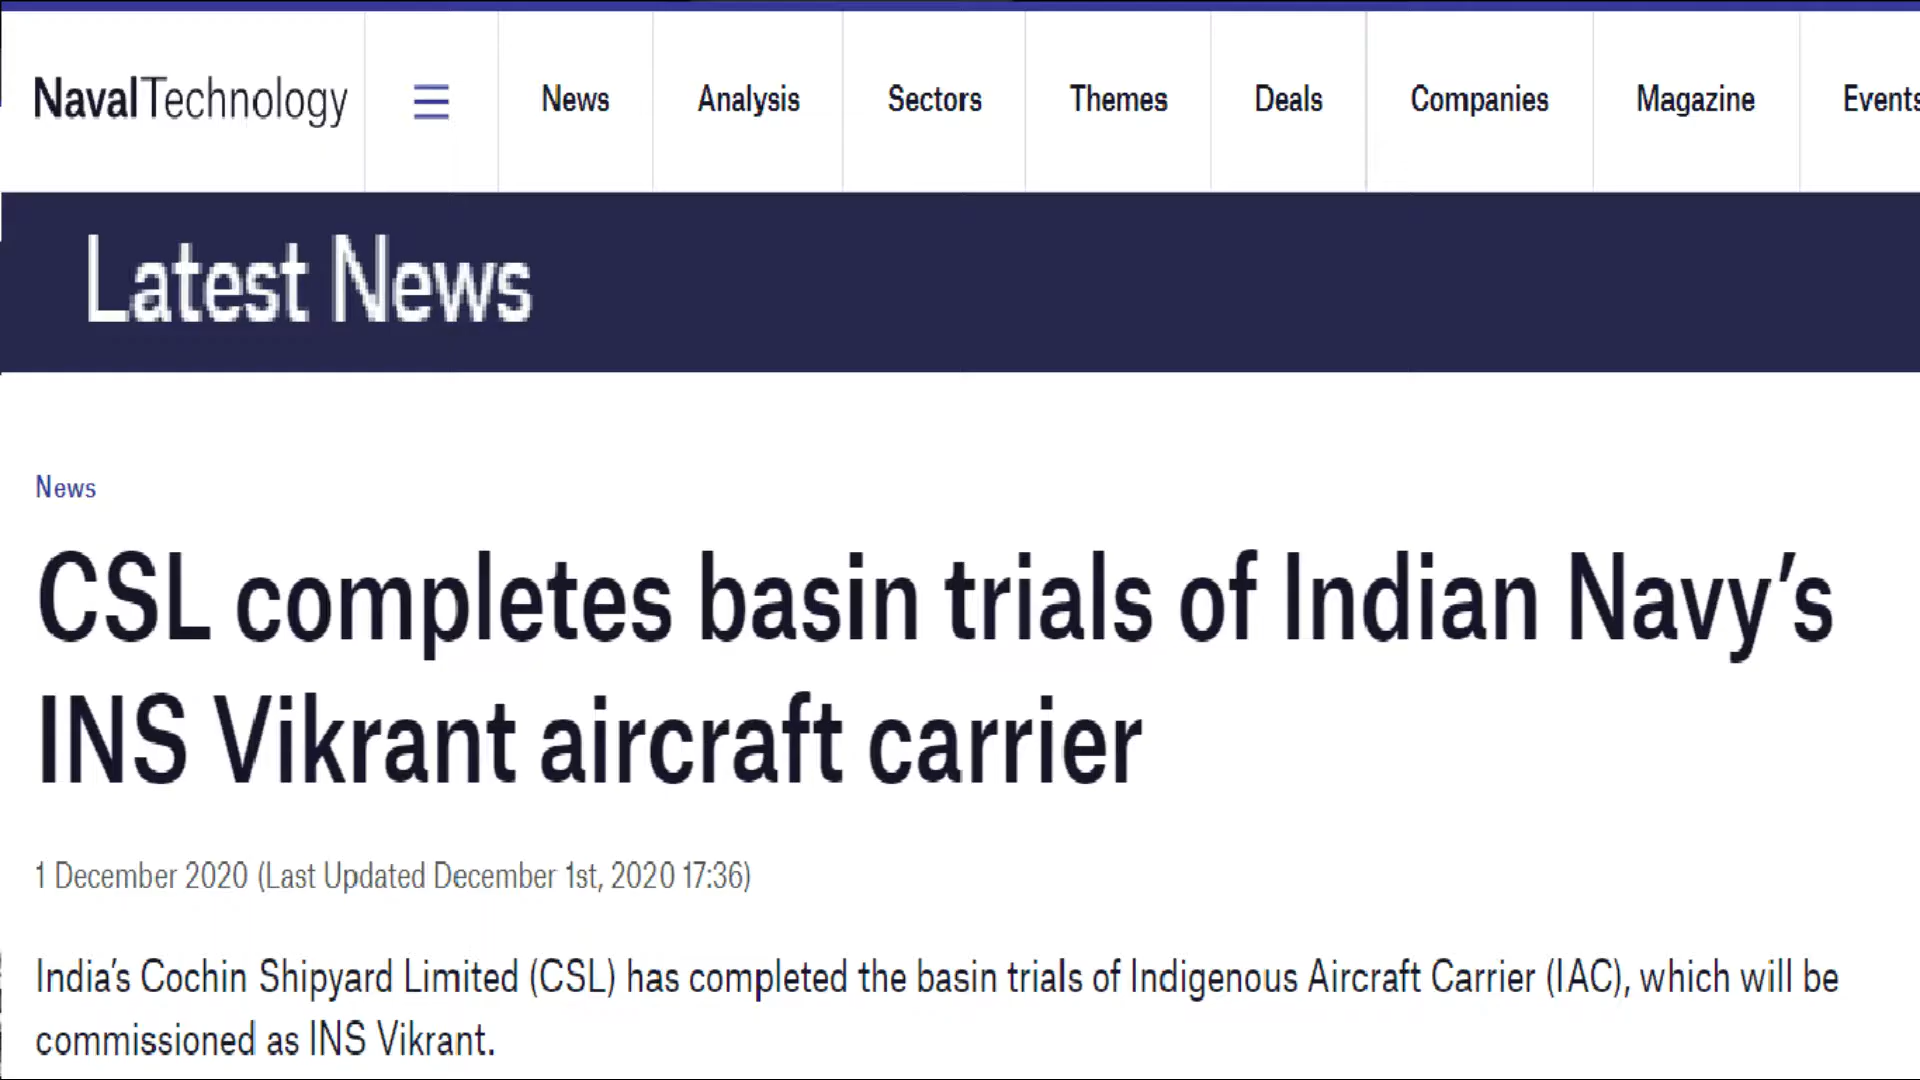 NavalTechnology News Analysis Sectors Themes Deals Companies Magazine Events
Latest News
News
CSL completes basin trials of Indian Navy’s
INS Vikrant aircraft carrier
1 December 2020 (Last Updated December 1st, 2020 17:36)
India’s Cochin Shipyard Limited (CSL) has completed the basin trials of Indigenous Aircraft Carrier (IAC), which will be
commissioned as INS Vikrant.